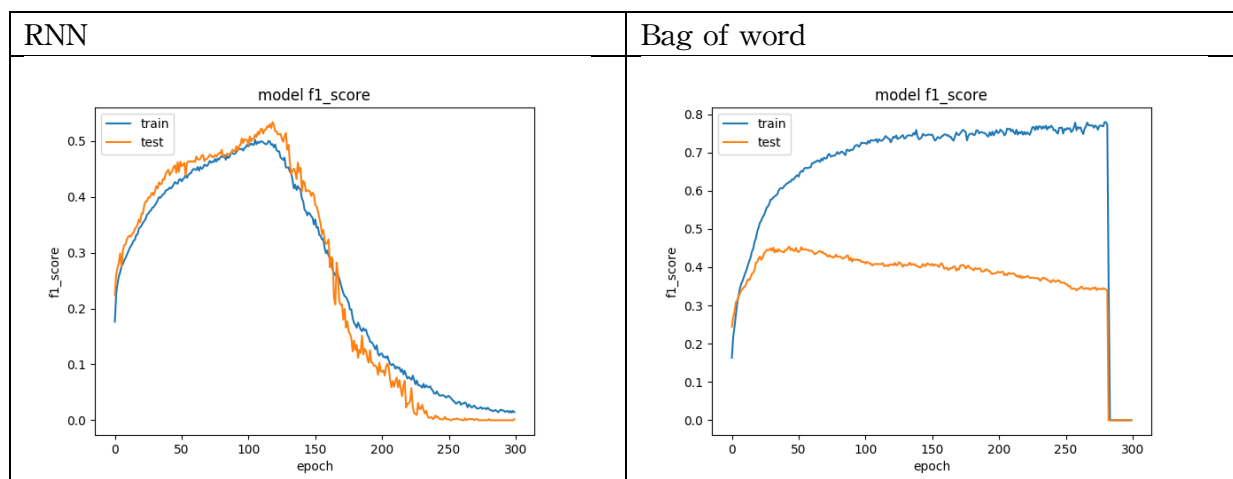 RNN
Bag of word
model f1_score
train
test
f1_score
0.5
0.4
0.3
0.2
0.1
0.0
0 50 100 150 200 250 300
epoch
model f1_score
train
test
f1_score
0.8
0.7
0.6
0.5
0.4
0.3
0.2
0.1
0.0
0 50 100 150 200 250 300
epoch